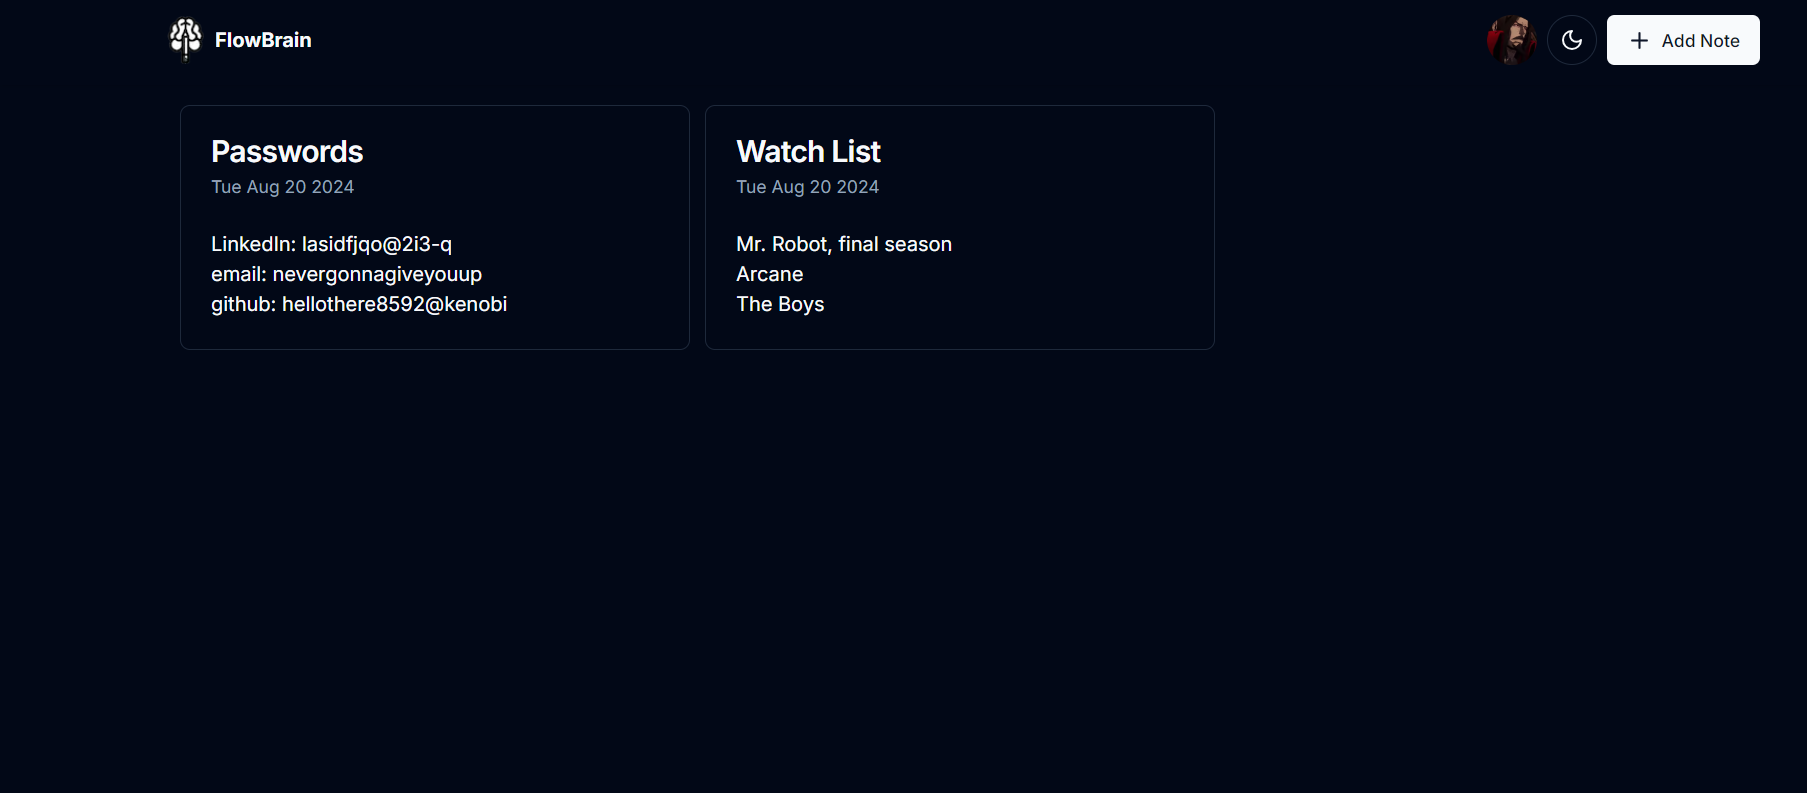 FlowBrain
Add Note
Passwords
Tue Aug 20 2024
LinkedIn: lasidfjqo@2i3-q
email: nevergonnagiveyouup
github: hellothere8592@kenobi
Watch List
Tue Aug 20 2024
Mr. Robot, final season
Arcane
The Boys